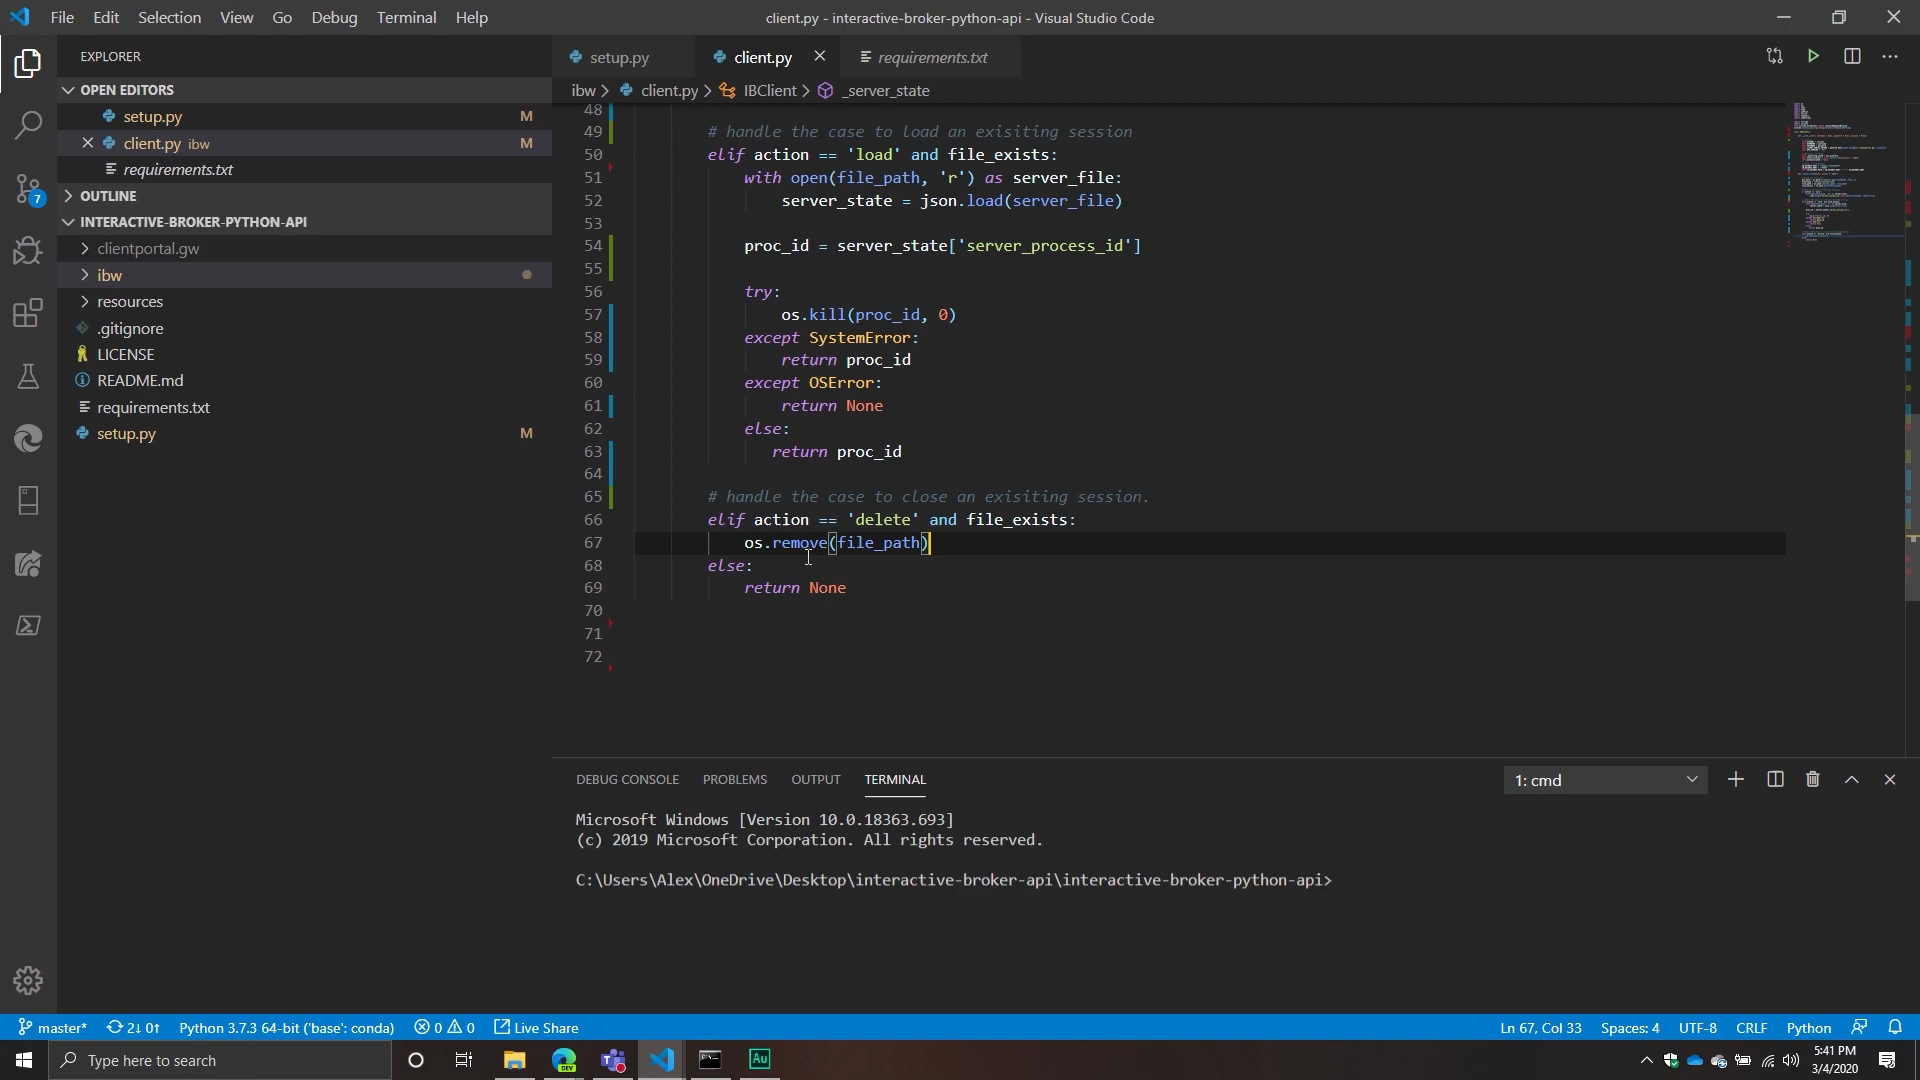 File Edit Selection View Go Debug Terminal Help
client.py - interactive-broker-python-api - Visual Studio Code
EXPLORER
OPEN EDITORS
setup.py M
client.py ibw M
requirements.txt
OUTLINE
INTERACTIVE-BROKER-PYTHON-API
clientportal.gw
ibw
resources
.gitignore
LICENSE
README.md
requirements.txt
setup.py M
7
setup.py
client.py
requirements.txt
ibw > client.py > IBClient > _server_state
48
49 # handle the case to load an exisiting session
50 elif action == 'load' and file_exists:
51 with open(file_path, 'r') as server_file:
52 server_state = json.load(server_file)
53
54 proc_id = server_state['server_process_id']
55
56 try:
57 os.kill(proc_id, 0)
58 except SystemError:
59 return proc_id
60 except OSError:
61 return None
62 else:
63 return proc_id
64
65 # handle the case to close an exisiting session.
66 elif action == 'delete' and file_exists:
67 os.remove(file_path)
68 else:
69 return None
70
71
72
DEBUG CONSOLE PROBLEMS OUTPUT TERMINAL
1: cmd
Microsoft Windows [Version 10.0.18363.693]
(c) 2019 Microsoft Corporation. All rights reserved.
C:\Users\Alex\OneDrive\Desktop\interactive-broker-api\interactive-broker-python-api>
master* 2↓ 0↑ Python 3.7.3 64-bit ('base': conda) 0 0 Live Share
Ln 67, Col 33 Spaces: 4 UTF-8 CRLF Python
Type here to search
DEV
Au
5:41 PM
3/4/2020